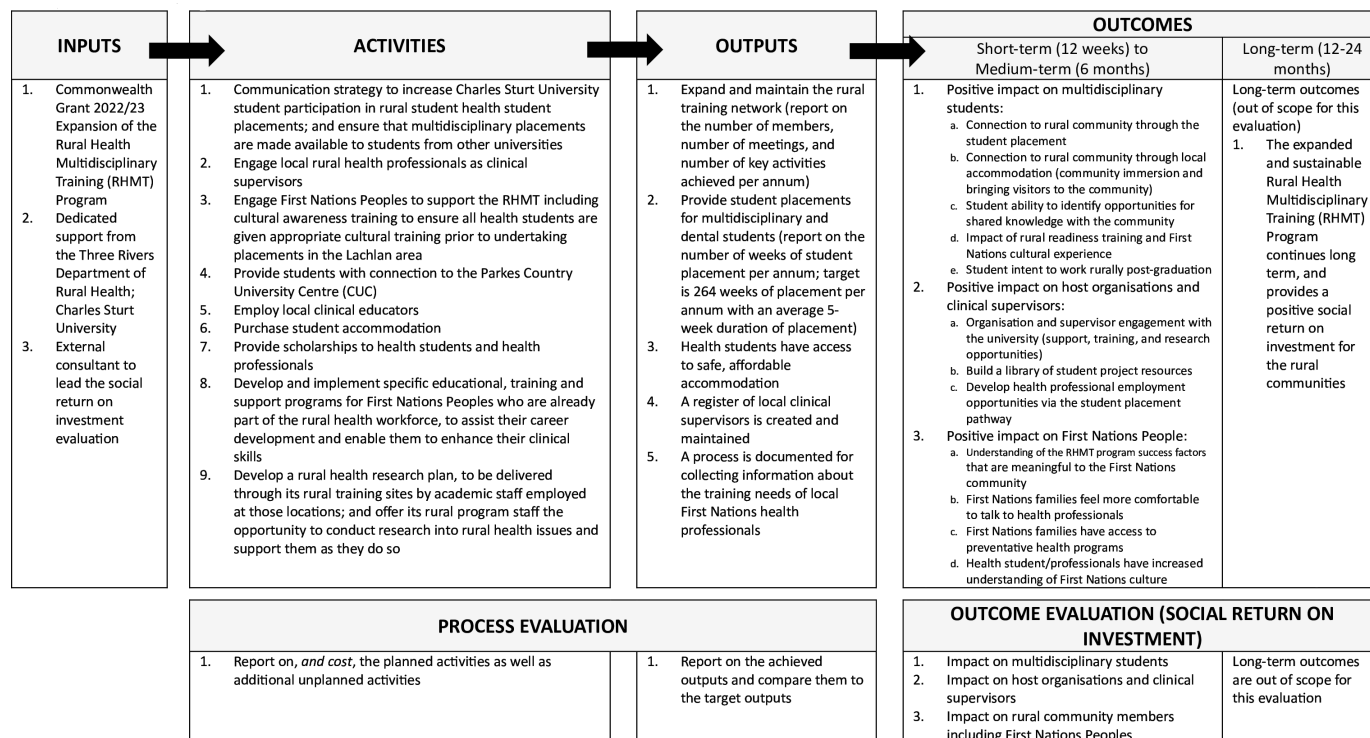 INPUTS
1. Commonwealth
Grant 2022/23
Expansion of the
Rural Health
Multidisciplinary
Training (RHMT)
Program
2. Dedicated
support from
the Three Rivers
Department of
Rural Health;
Charles Sturt
University
3. External
consultant to
lead the social
return on
investment
evaluation
ACTIVITIES
1. Communication strategy to increase Charles Sturt University
student participation in rural student health student
placements; and ensure that multidisciplinary placements
are made available to students from other universities
2. Engage local rural health professionals as clinical
supervisors
3. Engage First Nations Peoples to support the RHMT including
cultural awareness training to ensure all health students are
given appropriate cultural training prior to undertaking
placements in the Lachlan area
4. Provide students with connection to the Parkes Country
University Centre (CUC)
5. Employ local clinical educators
6. Purchase student accommodation
7. Provide scholarships to health students and health
professionals
8. Develop and implement specific educational, training and
support programs for First Nations Peoples who are already
part of the rural health workforce, to assist their career
development and enable them to enhance their clinical
skills
9. Develop a rural health research plan, to be delivered
through its rural training sites by academic staff employed
at those locations; and offer its rural program staff the
opportunity to conduct research into rural health issues and
support them as they do so
OUTPUTS
1. Expand and maintain the rural
training network (report on
the number of members,
number of meetings, and
number of key activities
achieved per annum)
2. Provide student placements
for multidisciplinary and
dental students (report on the
number of weeks of student
placement per annum; target
is 264 weeks of placement per
annum with an average 5-
week duration of placement)
3. Health students have access
to safe, affordable
accommodation
4. A register of local clinical
supervisors is created and
maintained
5. A process is documented for
collecting information about
the training needs of local
First Nations health
professionals
OUTCOMES
Short-term (12 weeks) to
Medium-term (6 months)
1. Positive impact on multidisciplinary
students:
a. Connection to rural community through the
student placement
b. Connection to rural community through local
accommodation (community immersion and
bringing visitors to the community)
c. Student ability to identify opportunities for
shared knowledge with the community
d. Impact of rural readiness training and First
Nations cultural experience
e. Student intent to work rurally post-graduation
2. Positive impact on host organisations and
clinical supervisors:
a. Organisation and supervisor engagement with
the university (support, training, and research
opportunities)
b. Build a library of student project resources
c. Develop health professional employment
opportunities via the student placement
pathway
3. Positive impact on First Nations People:
a. Understanding of the RHMT program success factors
that are meaningful to the First Nations
community
b. First Nations families feel more comfortable
to talk to health professionals
c. First Nations families have access to
preventative health programs
d. Health student/professionals have increased
understanding of First Nations culture
Long-term (12-24
months)
Long-term outcomes
(out of scope for this
evaluation)
1. The expanded
and sustainable
Rural Health
Multidisciplinary
Training (RHMT)
Program
continues long
term, and
provides a
positive social
return on
investment for
the rural
communities
PROCESS EVALUATION
1. Report on, and cost, the planned activities as well as
additional unplanned activities
1. Report on the achieved
outputs and compare them to
the target outputs
OUTCOME EVALUATION (SOCIAL RETURN ON
INVESTMENT)
1. Impact on multidisciplinary students
2. Impact on host organisations and clinical
supervisors
3. Impact on rural community members
including First Nations Peoples
Long-term outcomes
are out of scope for
this evaluation